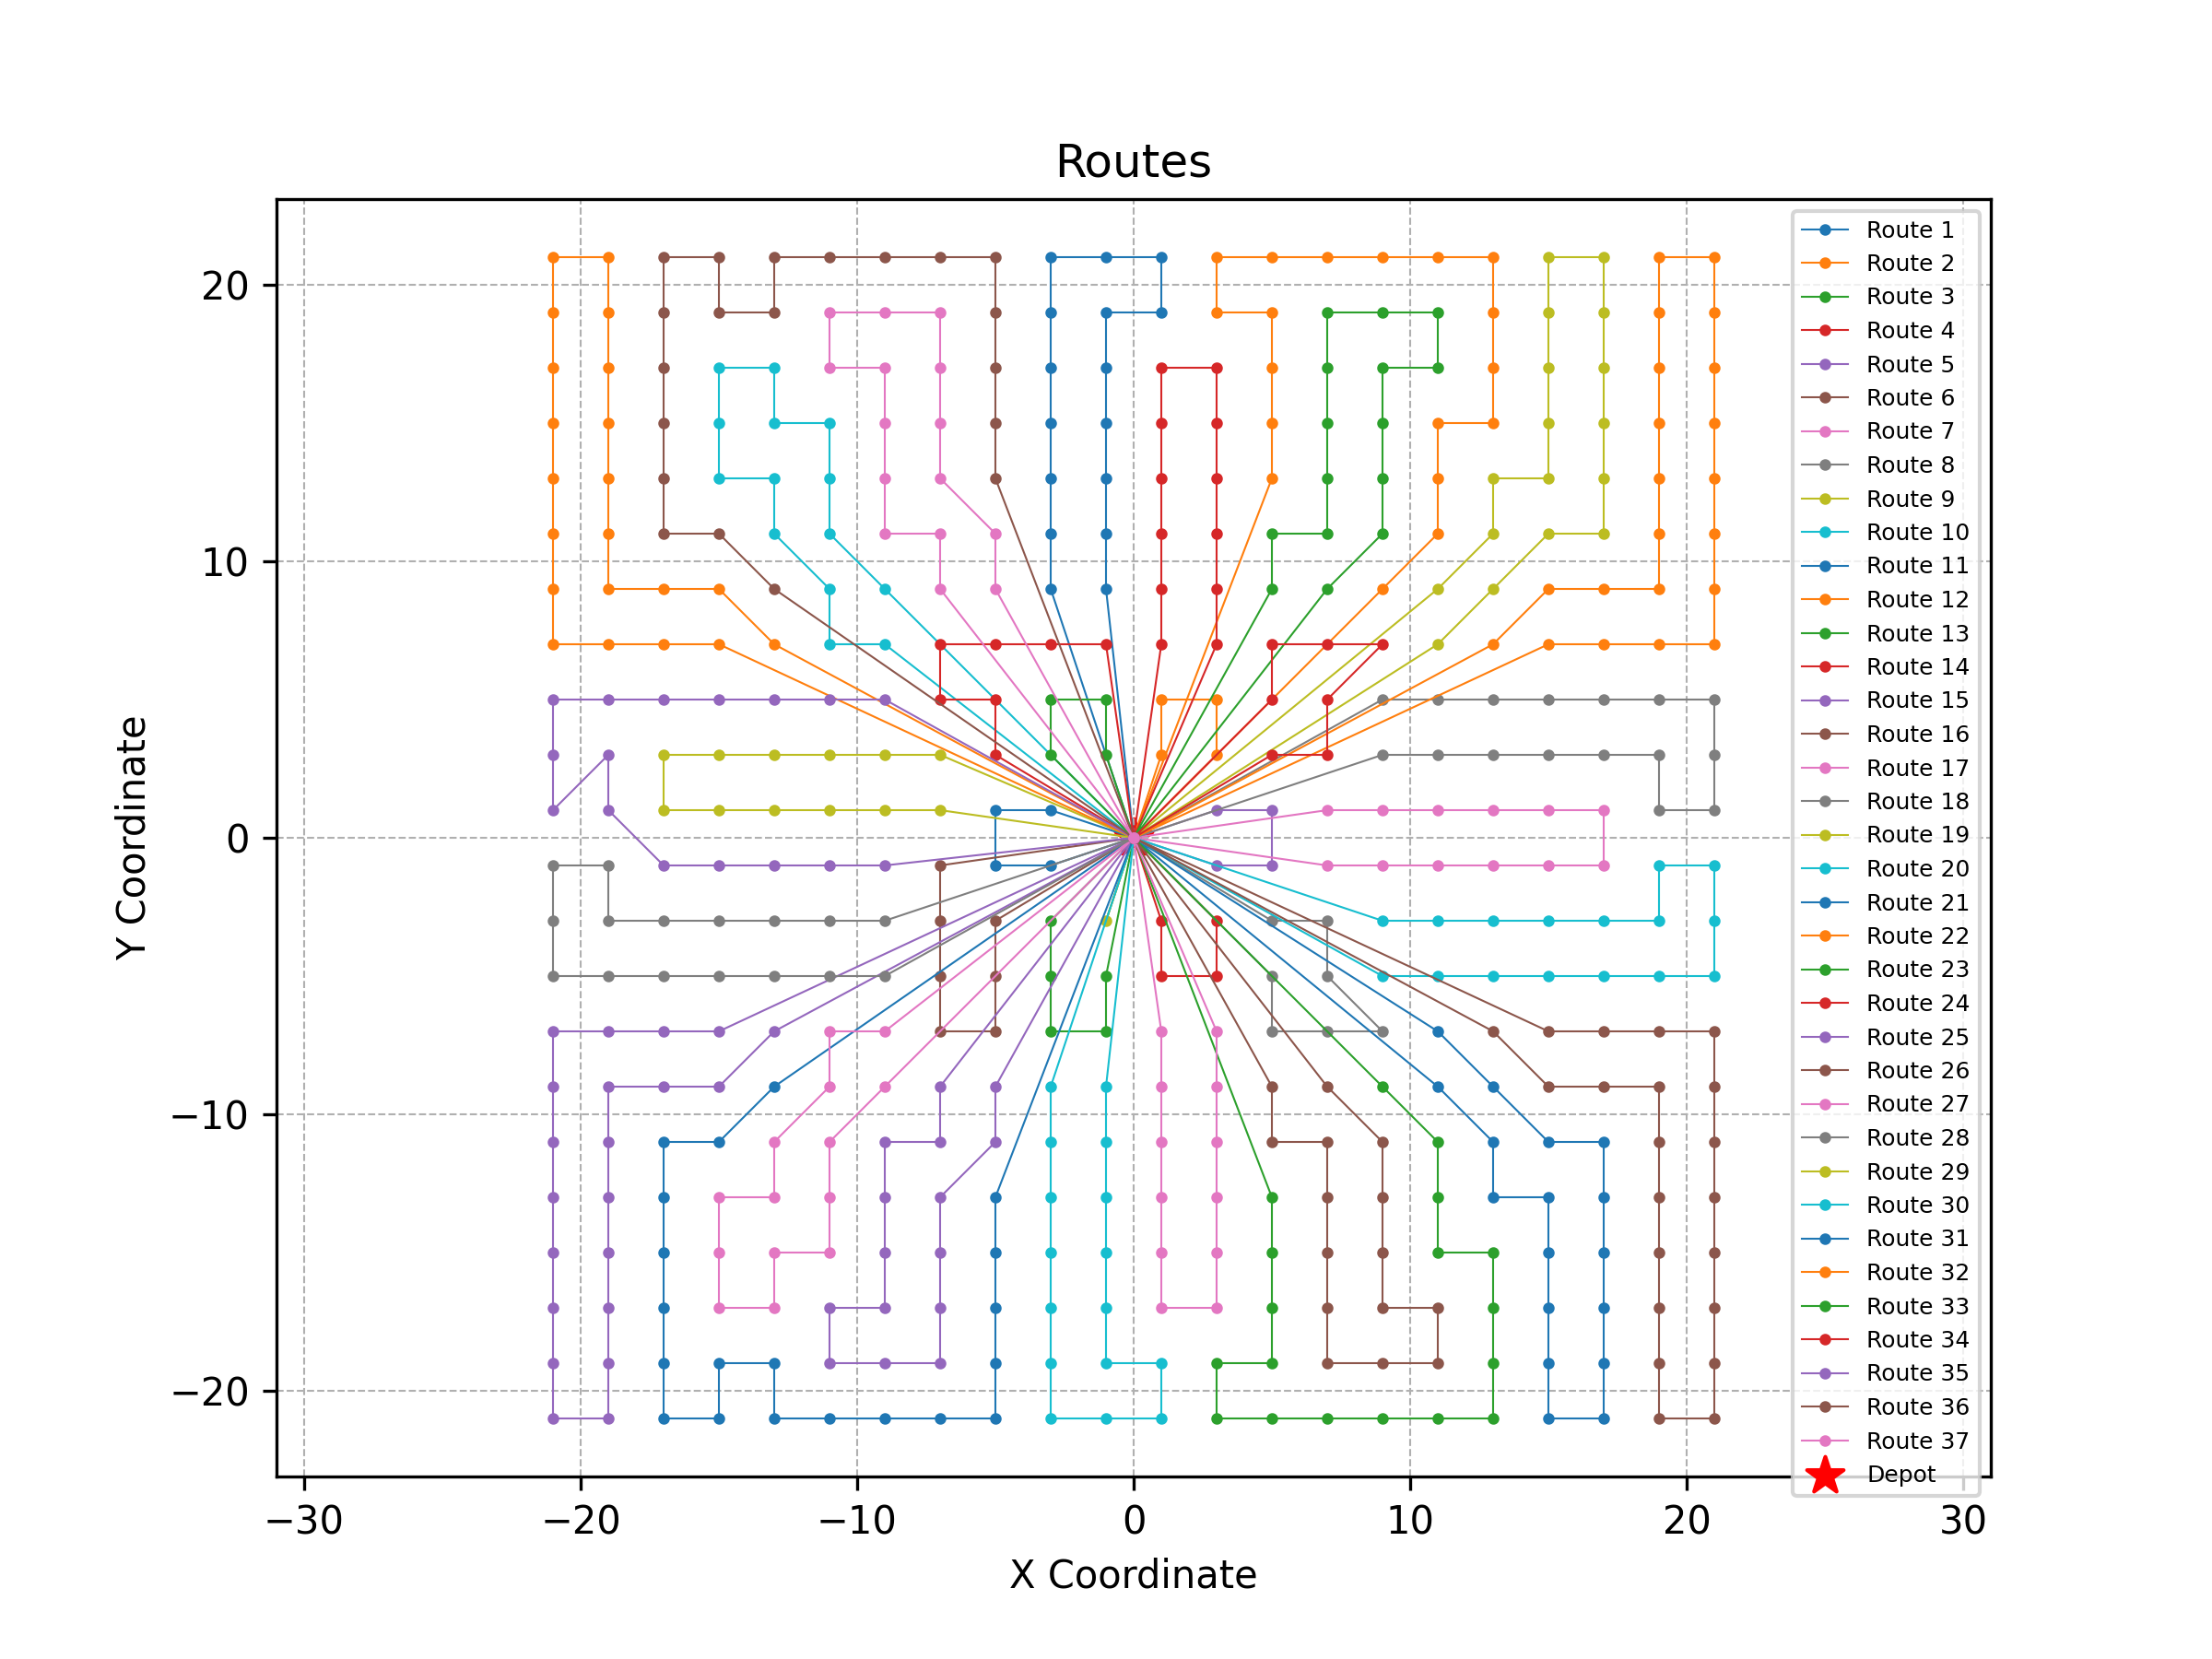 Routes
Y Coordinate
20
10
0
−10
−20
−30 −20 −10 0 10 20 30
X Coordinate
Route 1
Route 2
Route 3
Route 4
Route 5
Route 6
Route 7
Route 8
Route 9
Route 10
Route 11
Route 12
Route 13
Route 14
Route 15
Route 16
Route 17
Route 18
Route 19
Route 20
Route 21
Route 22
Route 23
Route 24
Route 25
Route 26
Route 27
Route 28
Route 29
Route 30
Route 31
Route 32
Route 33
Route 34
Route 35
Route 36
Route 37
Depot